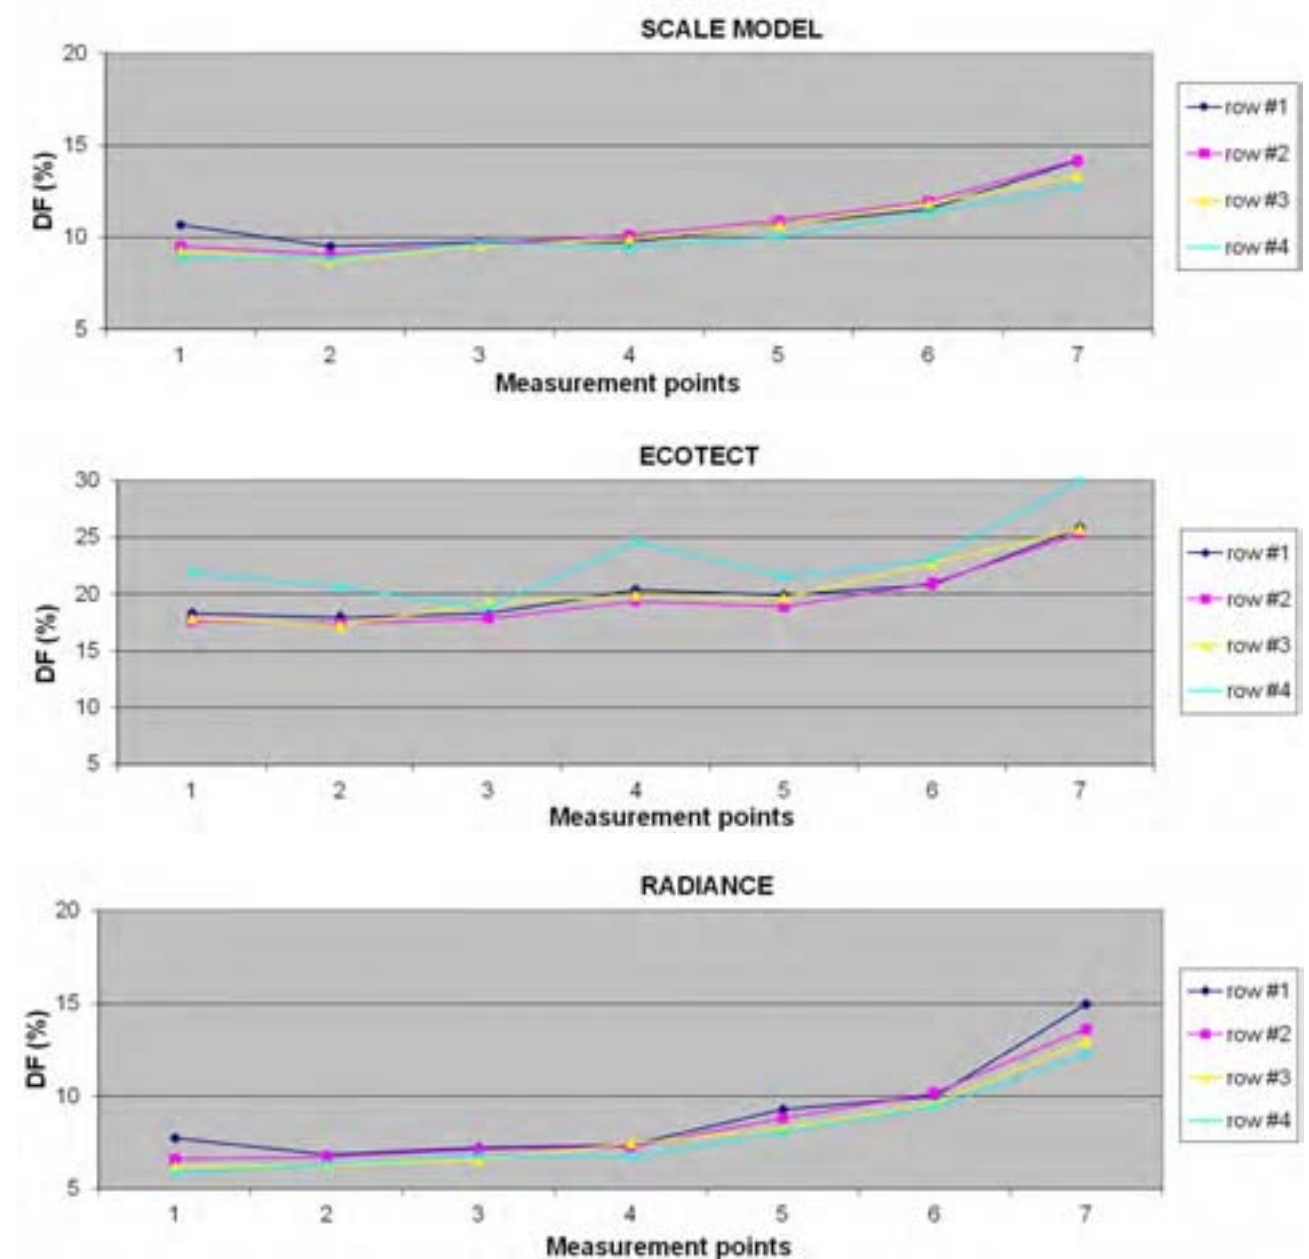 SCALE MODEL
20
15
10
5
DF (%)
1 2 3 4 5 6 7
Measurement points
row #1
row #2
row #3
row #4
ECOTECT
30
25
20
15
10
5
DF (%)
1 2 3 4 5 6 7
Measurement points
row #1
row #2
row #3
row #4
RADIANCE
20
15
10
5
DF (%)
1 2 3 4 5 6 7
Measurement points
row #1
row #2
row #3
row #4